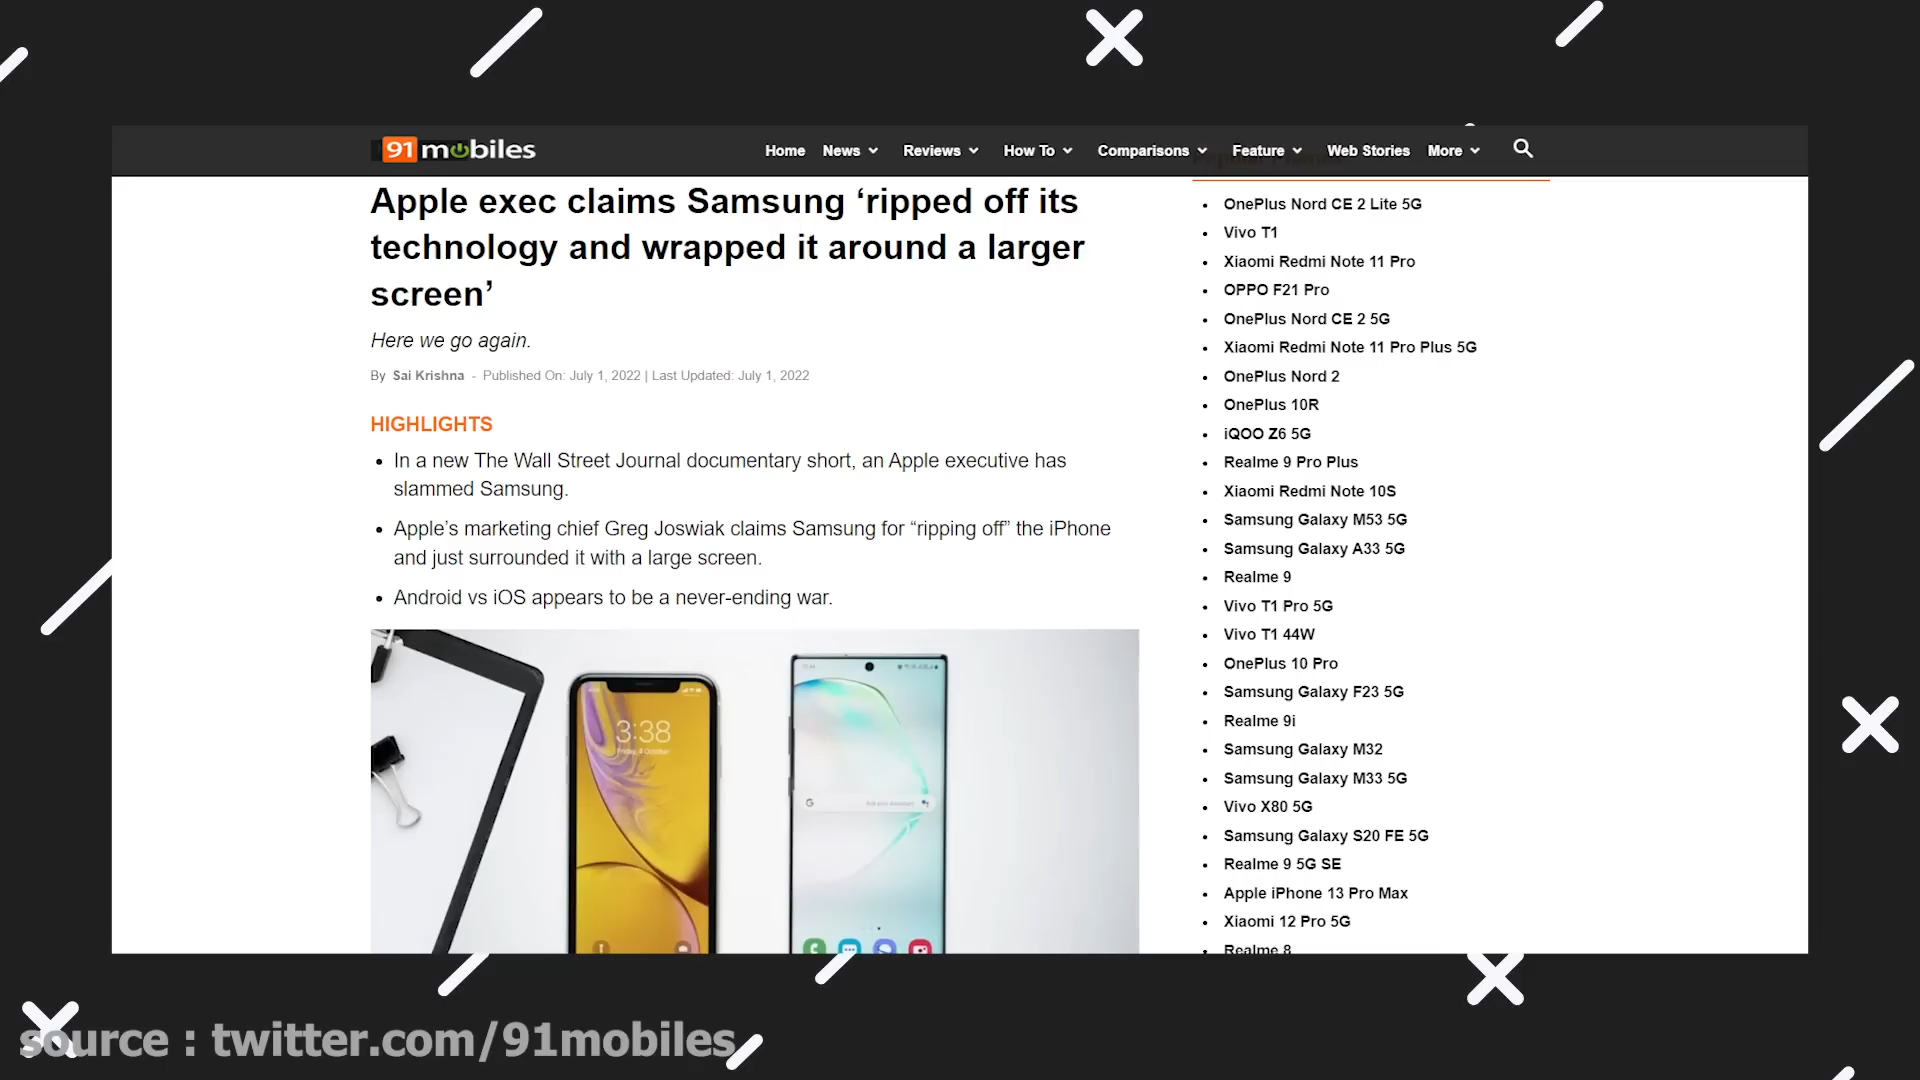 91mobiles
Home News Reviews How To Comparisons Feature Web Stories More
Apple exec claims Samsung ‘ripped off its
technology and wrapped it around a larger
screen’
Here we go again.
By Sai Krishna - Published On: July 1, 2022 | Last Updated: July 1, 2022
HIGHLIGHTS
• In a new The Wall Street Journal documentary short, an Apple executive has
slammed Samsung.
• Apple’s marketing chief Greg Joswiak claims Samsung for “ripping off” the iPhone
and just surrounded it with a large screen.
• Android vs iOS appears to be a never-ending war.
3:38
Friday, 4 October
• OnePlus Nord CE 2 Lite 5G
• Vivo T1
• Xiaomi Redmi Note 11 Pro
• OPPO F21 Pro
• OnePlus Nord CE 2 5G
• Xiaomi Redmi Note 11 Pro Plus 5G
• OnePlus Nord 2
• OnePlus 10R
• iQOO Z6 5G
• Realme 9 Pro Plus
• Xiaomi Redmi Note 10S
• Samsung Galaxy M53 5G
• Samsung Galaxy A33 5G
• Realme 9
• Vivo T1 Pro 5G
• Vivo T1 44W
• OnePlus 10 Pro
• Samsung Galaxy F23 5G
• Realme 9i
• Samsung Galaxy M32
• Samsung Galaxy M33 5G
• Vivo X80 5G
• Samsung Galaxy S20 FE 5G
• Realme 9 5G SE
• Apple iPhone 13 Pro Max
• Xiaomi 12 Pro 5G
• Realme 8
source : twitter.com/91mobiles